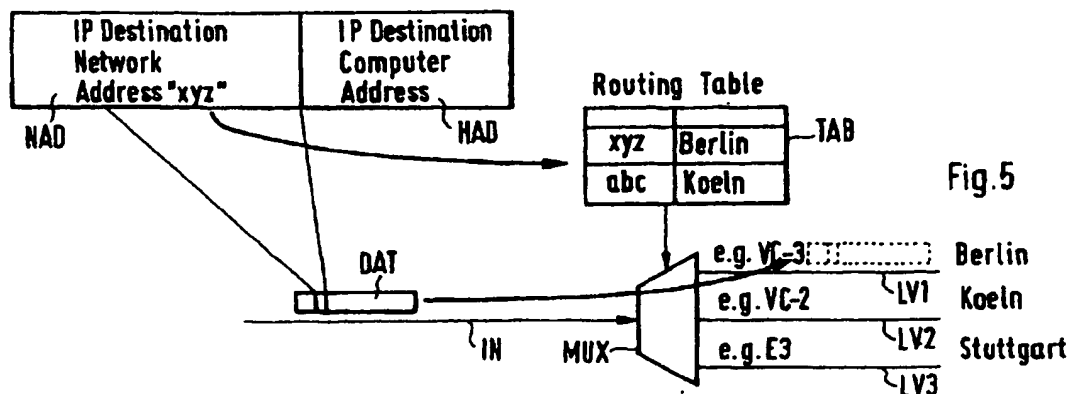 IP Destination
Network
Address "xyz"
IP Destination
Computer
Address
NAD
HAD
Routing Table
xyz Berlin
abc Koeln
TAB
Fig.5
DAT
IN
MUX
e.g. VC-3 Berlin
LV1
e.g. VC-2 Koeln
LV2
e.g. E3 Stuttgart
LV3